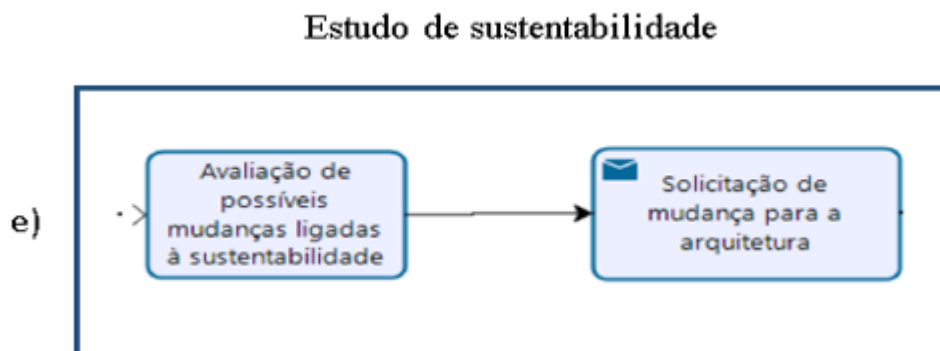 Estudo de sustentabilidade
e)
Avaliação de
possíveis
mudanças ligadas
à sustentabilidade
Solicitação de
mudança para a
arquitetura